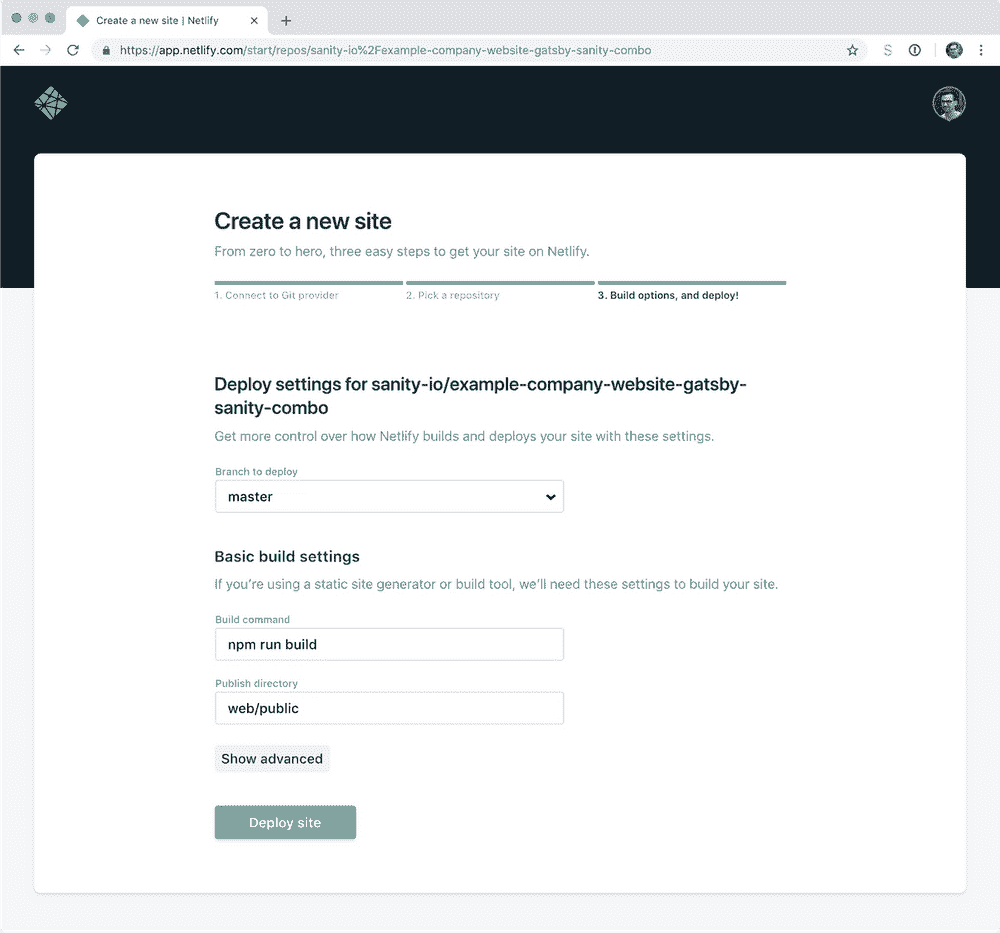 Create a new site | Netlify
https://app.netlify.com/start/repos/sanity-io%2Fexample-company-website-gatsby-sanity-combo
S
Create a new site
From zero to hero, three easy steps to get your site on Netlify.
1. Connect to Git provider
2. Pick a repository
3. Build options, and deploy!
Deploy settings for sanity-io/example-company-website-gatsby-
sanity-combo
Get more control over how Netlify builds and deploys your site with these settings.
Branch to deploy
master
Basic build settings
If you’re using a static site generator or build tool, we’ll need these settings to build your site.
Build command
npm run build
Publish directory
web/public
Show advanced
Deploy site